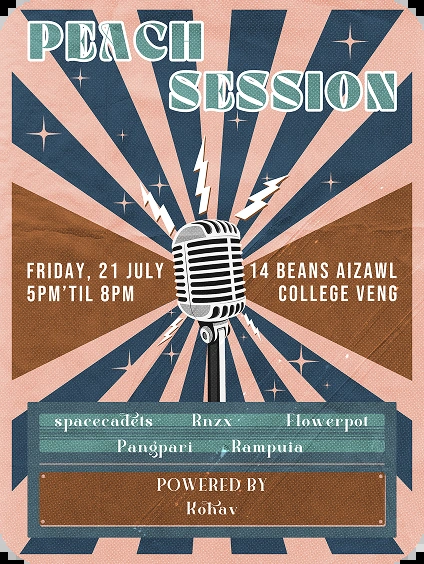 PEACH
SESSION
FRIDAY, 21 JULY
5PM'TIL 8PM
14 BEANS AIZAWL
COLLEGE VENG
spacecadets Rnzx Flowerpot
Pangpari Rampuia
POWERED BY
Kohav